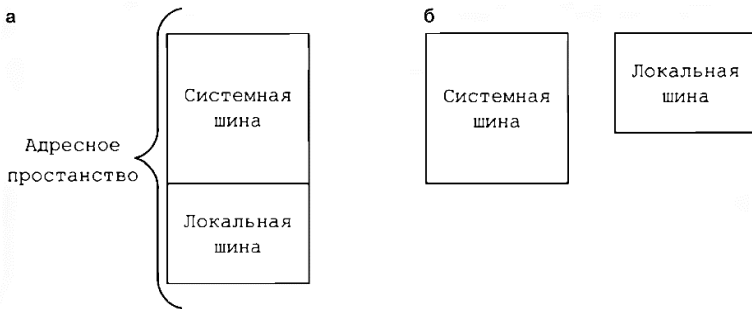 а
Системная
шина
Адресное
простанство
Локальная
шина
б
Системная
шина
Локальная
шина